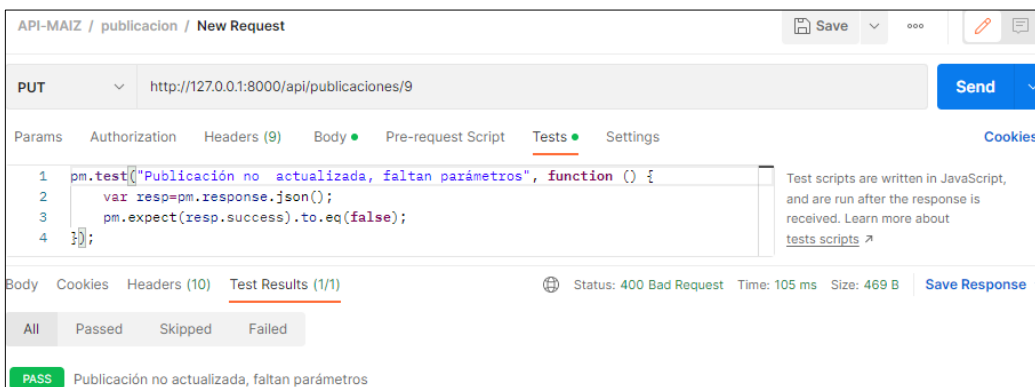 API-MAIZ / publicacion / New Request Save ooo
PUT http://127.0.0.1:8000/api/publicaciones/9 Send
Params Authorization Headers (9) Body Pre-request Script Tests Settings Cookies
1 pm.test("Publicación no  actualizada, faltan parámetros", function () {
2 var resp=pm.response.json();
3 pm.expect(resp.success).to.eq(false);
4 });
Test scripts are written in JavaScript,
and are run after the response is
received. Learn more about
tests scripts ↗
Body Cookies Headers (10) Test Results (1/1) Status: 400 Bad Request Time: 105 ms Size: 469 B Save Response
All Passed Skipped Failed
PASS Publicación no actualizada, faltan parámetros